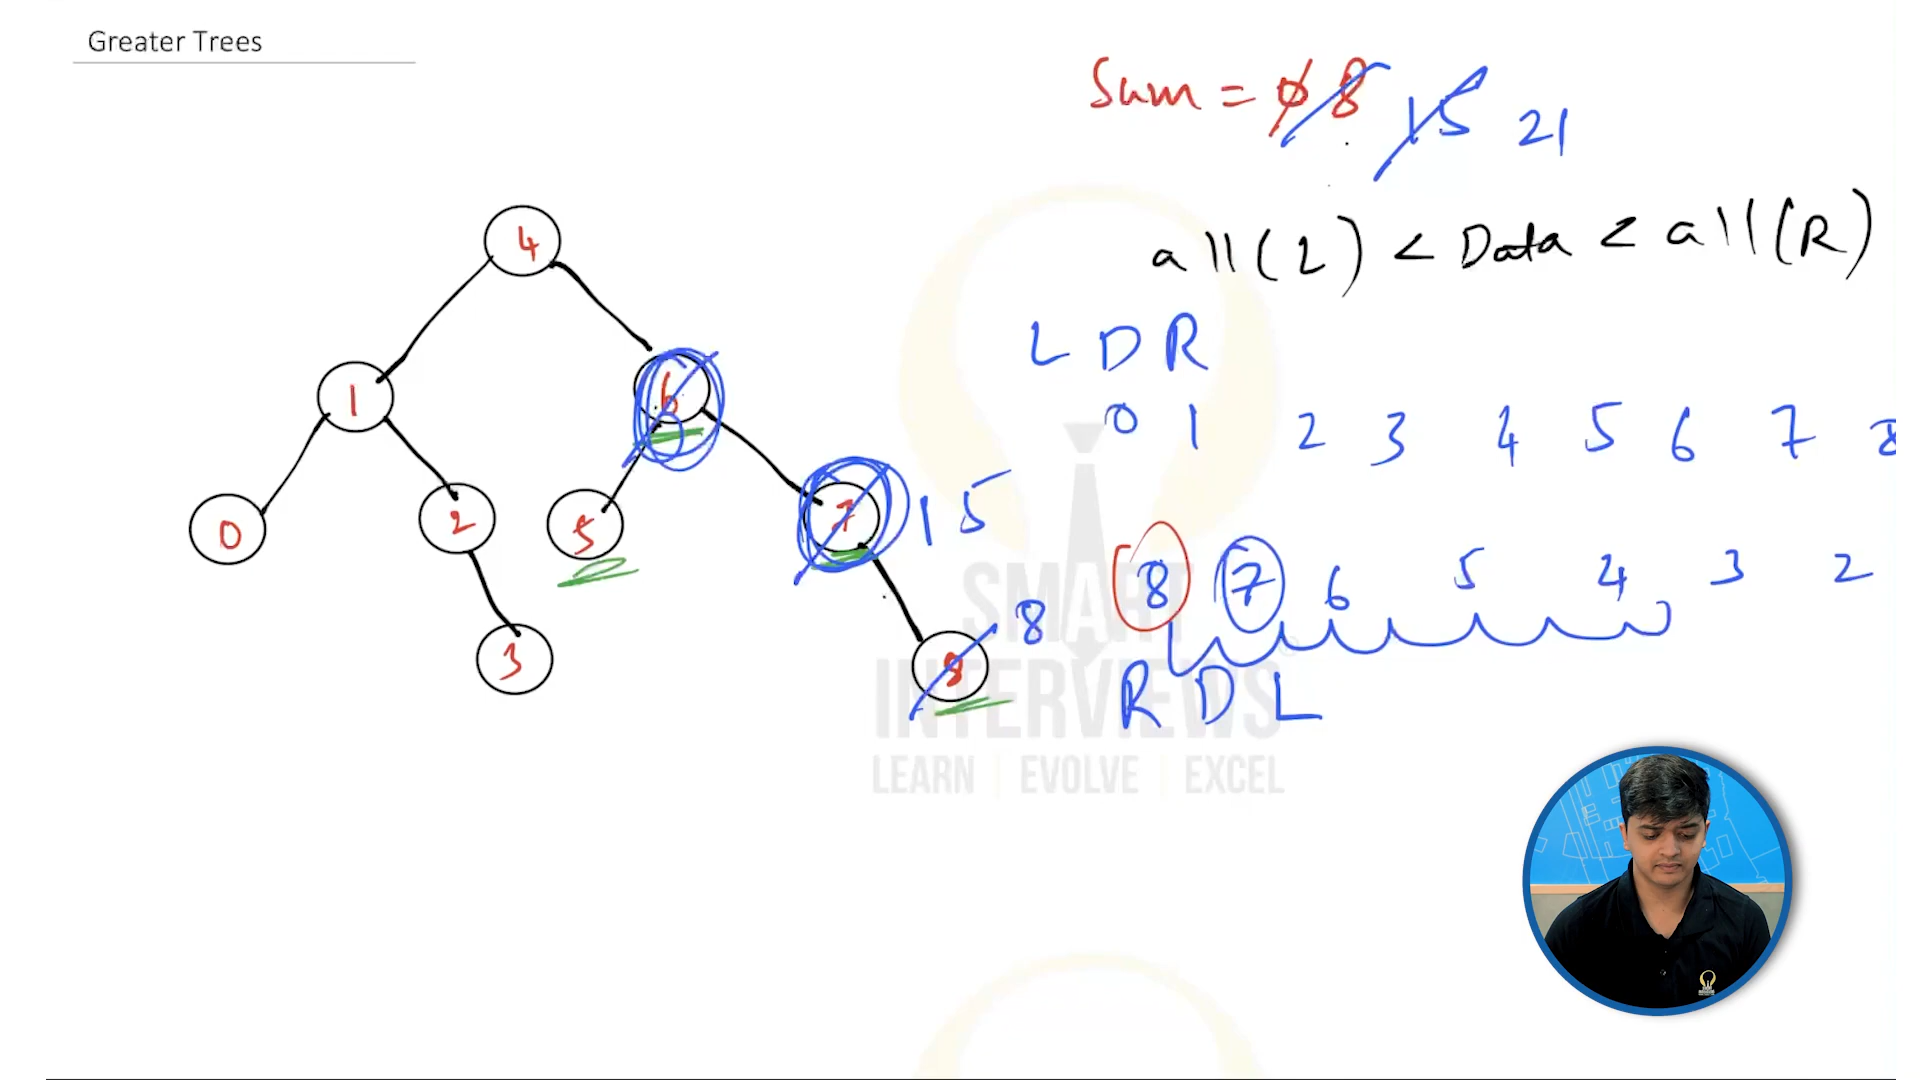 Greater Trees
Sum = 0 8 15 21
all(L) < Data < all(R)
4
L D R
1
6
0 1 2 3 4 5 6 7 8
0
2
5
7
15
8 7 6 5 4 3 2
3
8
8
R D L
SMART
INTERVIEWS
LEARN | EVOLVE | EXCEL